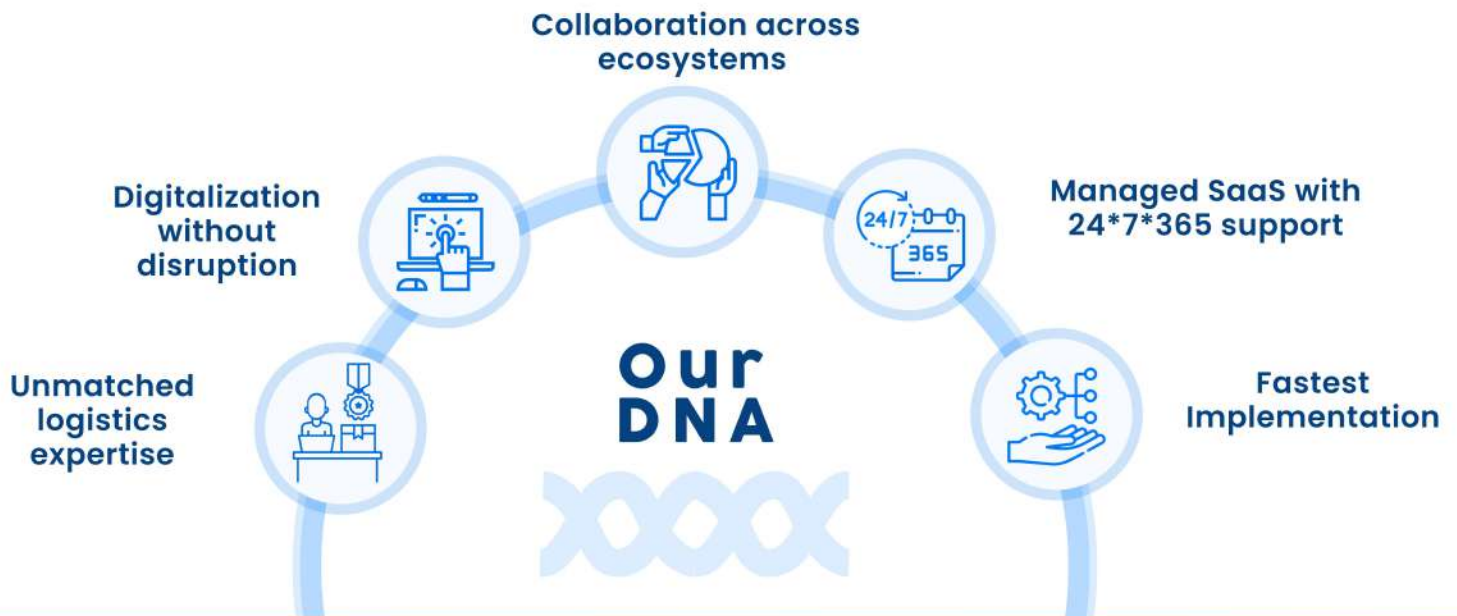 Collaboration across
ecosystems
Digitalization
without
disruption
24/7
365
Managed SaaS with
24*7*365 support
Unmatched
logistics
expertise
Our
DNA
Fastest
Implementation